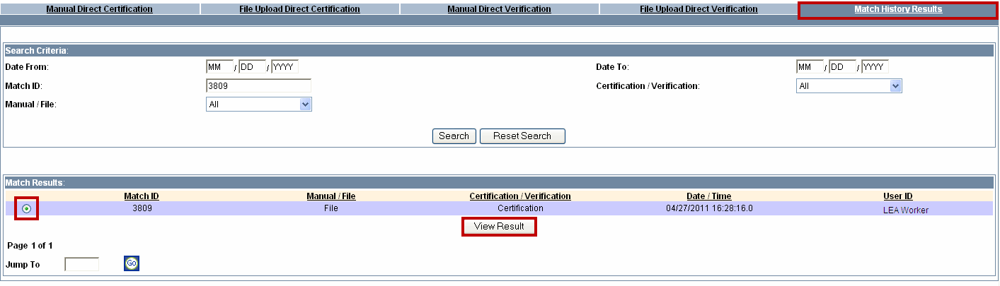 Manual Direct Certification File Upload Direct Certification Manual Direct Verification File Upload Direct Verification Match History Results
Search Criteria:
Date From: MM / DD / YYYY Date To: MM / DD / YYYY
Match ID: 3809 Certification / Verification: All
Manual / File: All
Search Reset Search
Match Results:
Match ID Manual / File Certification / Verification Date / Time User ID
3809 File Certification 04/27/2011 16:28:16.0 LEA Worker
View Result
Page 1 of 1
Jump To Go